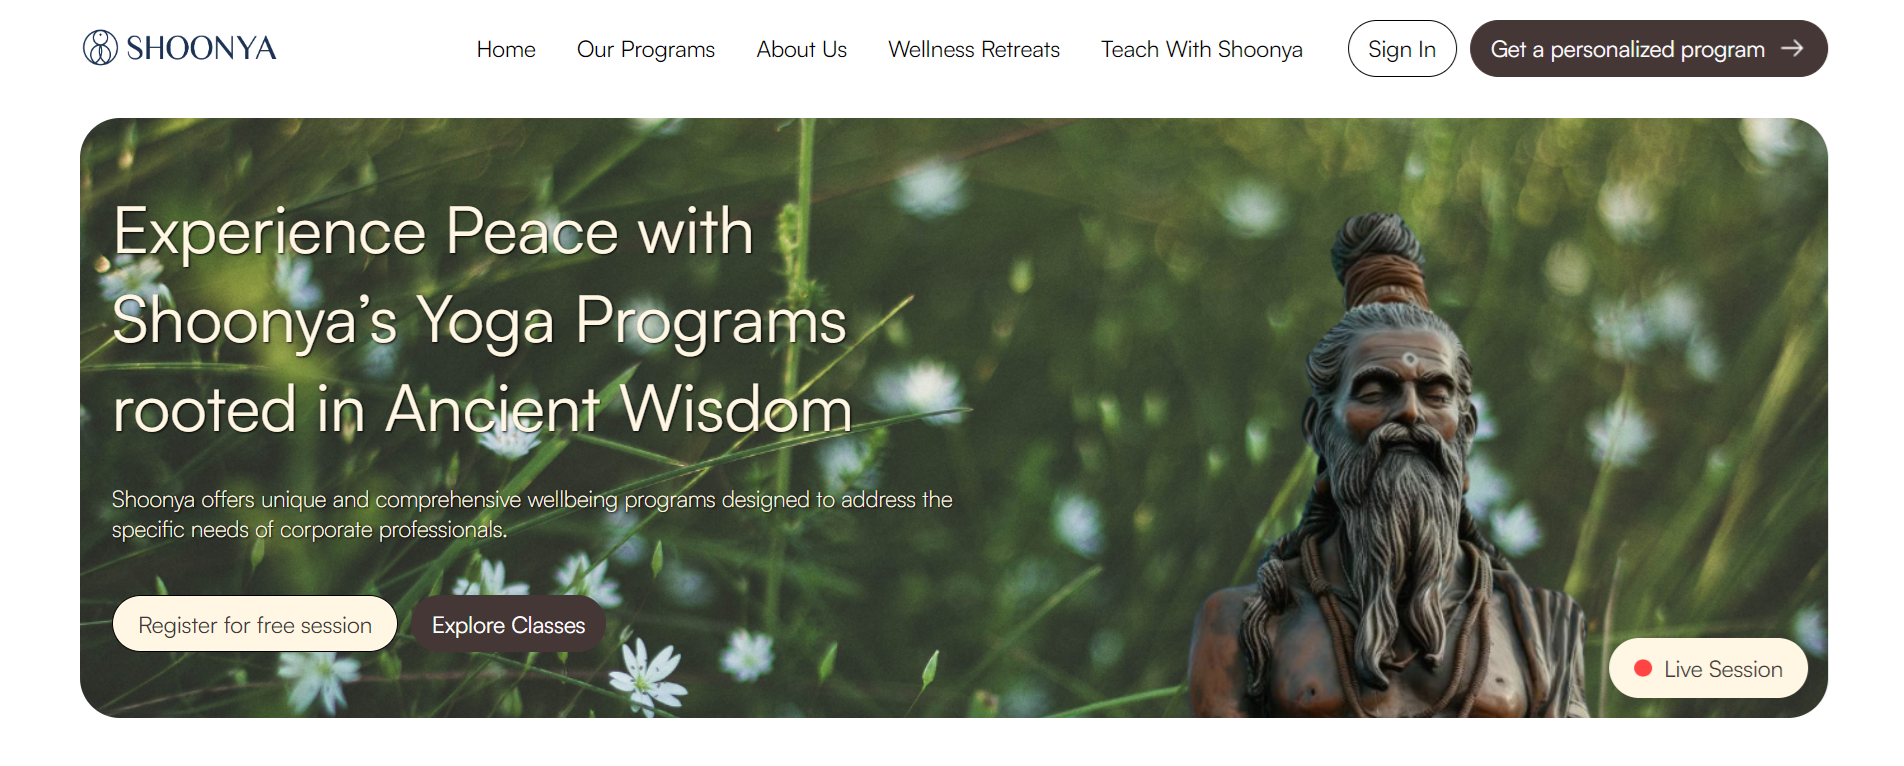 SHOONYA
Home
Our Programs
About Us
Wellness Retreats
Teach With Shoonya
Sign In
Get a personalized program →
Experience Peace with
Shoonya’s Yoga Programs
rooted in Ancient Wisdom
Shoonya offers unique and comprehensive wellbeing programs designed to address the
specific needs of corporate professionals.
Register for free session
Explore Classes
Live Session